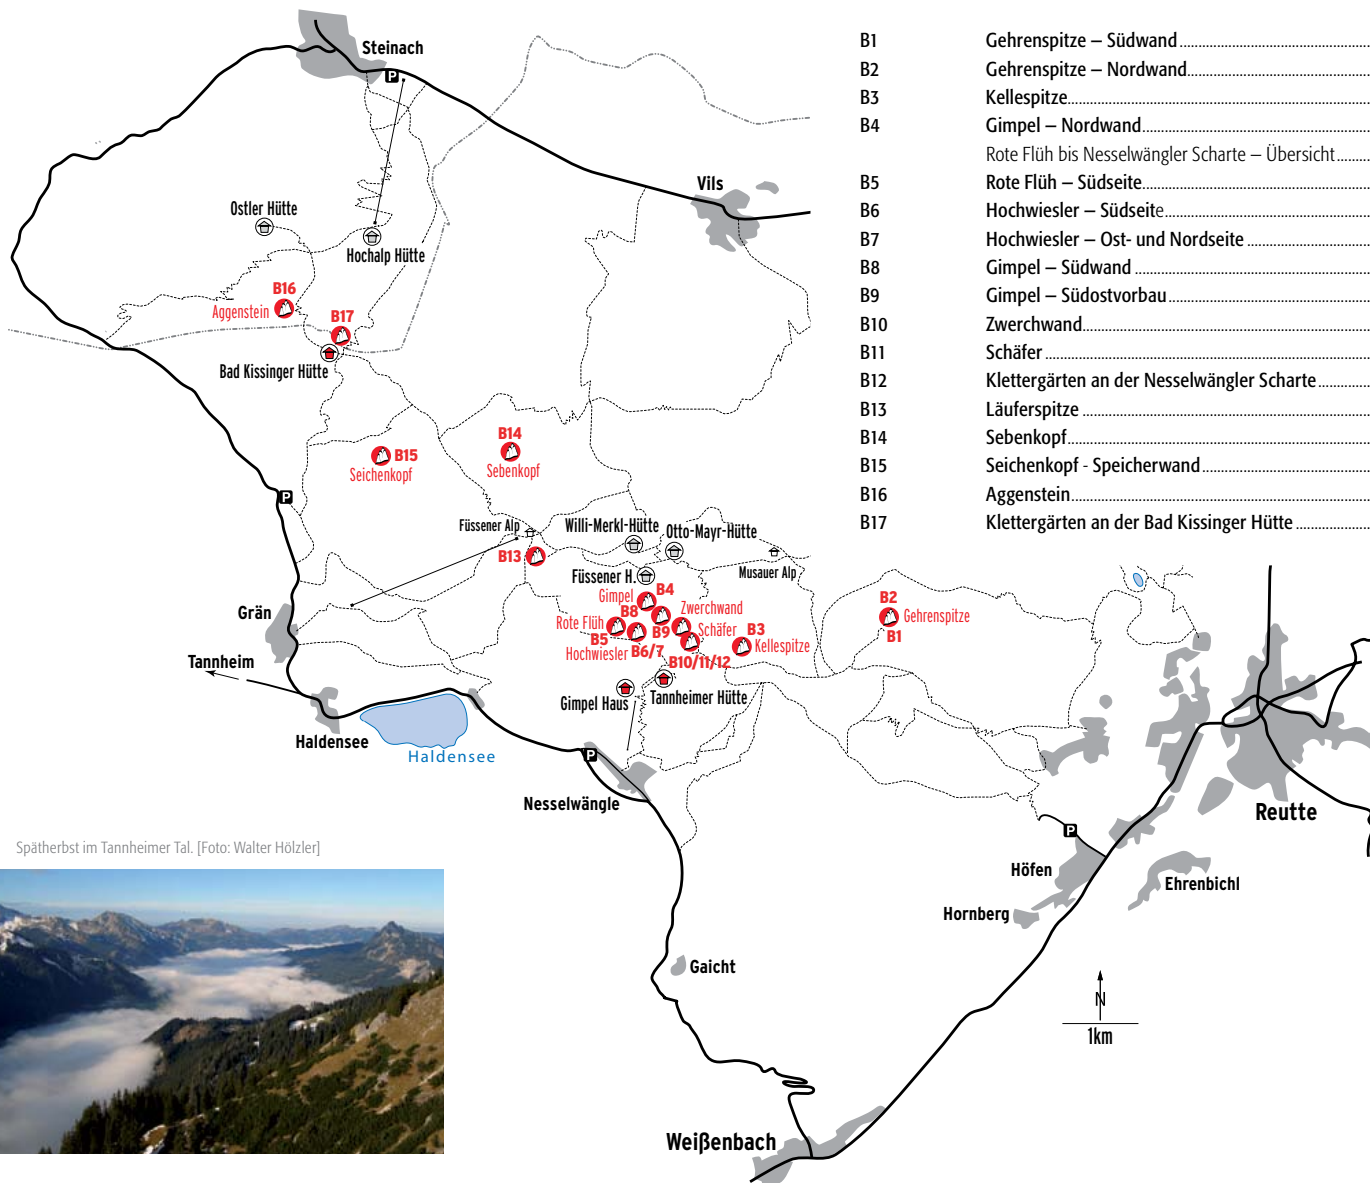 Steinach
P
Vils
Ostler Hütte
Hochalp Hütte
B16
Aggenstein
B17
Bad Kissinger Hütte
B14
Sebenkopf
B15
Seichenkopf
P
Füssener Alp
Willi-Merkl-Hütte
Otto-Mayr-Hütte
B13
Musauer Alp
Füssener H.
Gimpel
B4
B8
Zwerchwand
Rote Flüh
B9
Schäfer
B5
B3
Kellespitze
Hochwiesler
B6/7
B10/11/12
B2
Gehrenspitze
B1
Grän
Tannheim
Gimpel Haus
Tannheimer Hütte
Haldensee
Haldensee
P
Nesselwängle
Reutte
P
Höfen
Ehrenbichl
Hornberg
Gaicht
N
1km
Weißenbach
B1 Gehrenspitze – Südwand
B2 Gehrenspitze – Nordwand
B3 Kellespitze
B4 Gimpel – Nordwand
Rote Flüh bis Nesselwängler Scharte – Übersicht
B5 Rote Flüh – Südseite
B6 Hochwiesler – Südseite
B7 Hochwiesler – Ost- und Nordseite
B8 Gimpel – Südwand
B9 Gimpel – Südostvorbau
B10 Zwerchwand
B11 Schäfer
B12 Klettergärten an der Nesselwängler Scharte
B13 Läuferspitze
B14 Sebenkopf
B15 Seichenkopf - Speicherwand
B16 Aggenstein
B17 Klettergärten an der Bad Kissinger Hütte
Spätherbst im Tannheimer Tal. [Foto: Walter Hölzler]